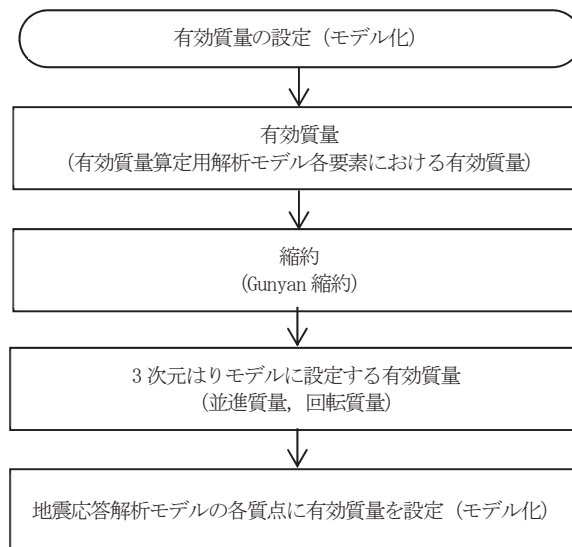 有効質量の設定（モデル化）
有効質量
(有効質量算定用解析モデル各要素における有効質量)
縮約
(Gunyan 縮約)
3 次元はりモデルに設定する有効質量
(並進質量，回転質量)
地震応答解析モデルの各質点に有効質量を設定（モデル化）